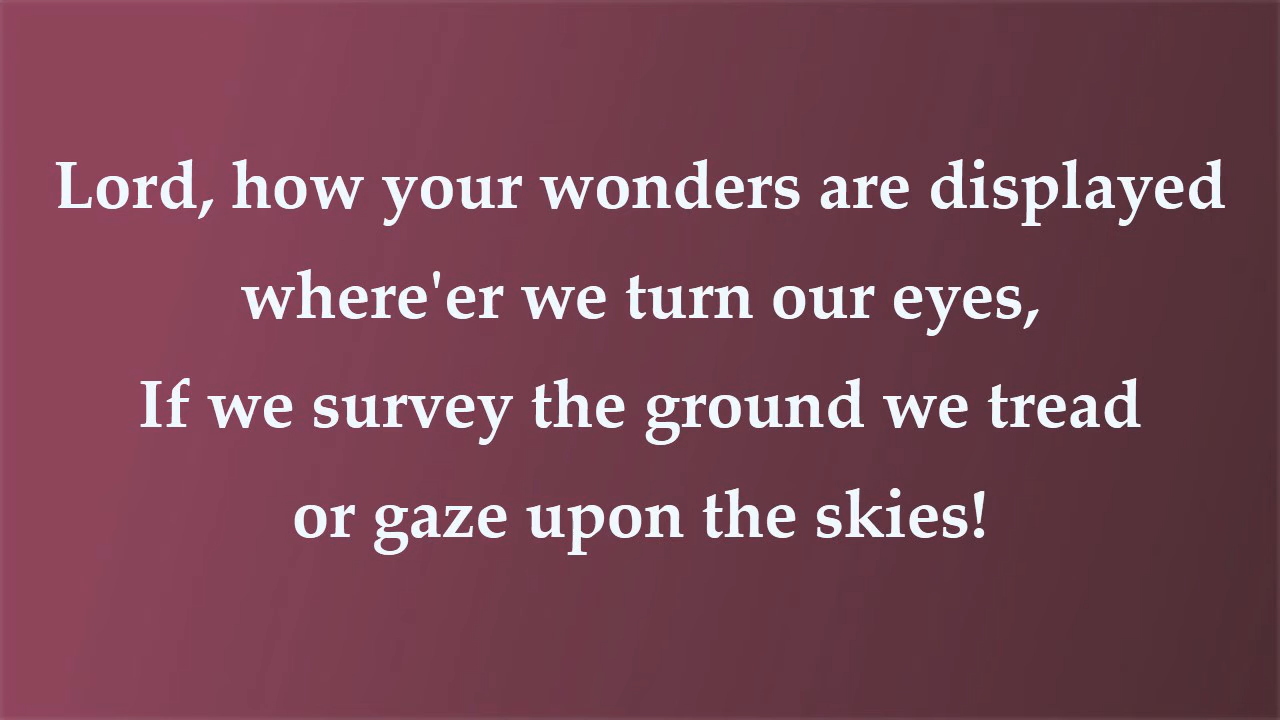 Lord, how your wonders are displayed
where'er we turn our eyes,
If we survey the ground we tread
or gaze upon the skies!